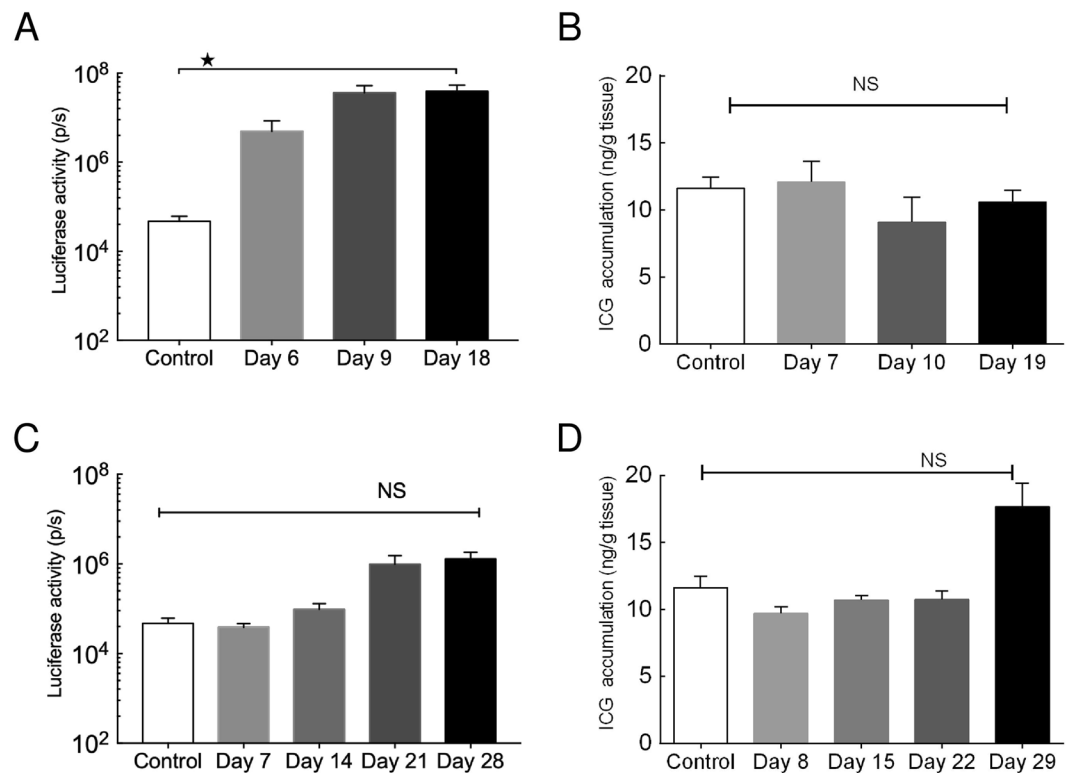 A
★
Luciferase activity (p/s)
10⁸
10⁶
10⁴
10²
Control Day 6 Day 9 Day 18
B
NS
ICG accumulation (ng/g tissue)
20
15
10
5
0
Control Day 7 Day 10 Day 19
C
NS
Luciferase activity (p/s)
10⁸
10⁶
10⁴
10²
Control Day 7 Day 14 Day 21 Day 28
D
NS
ICG accumulation (ng/g tissue)
20
15
10
5
0
Control Day 8 Day 15 Day 22 Day 29